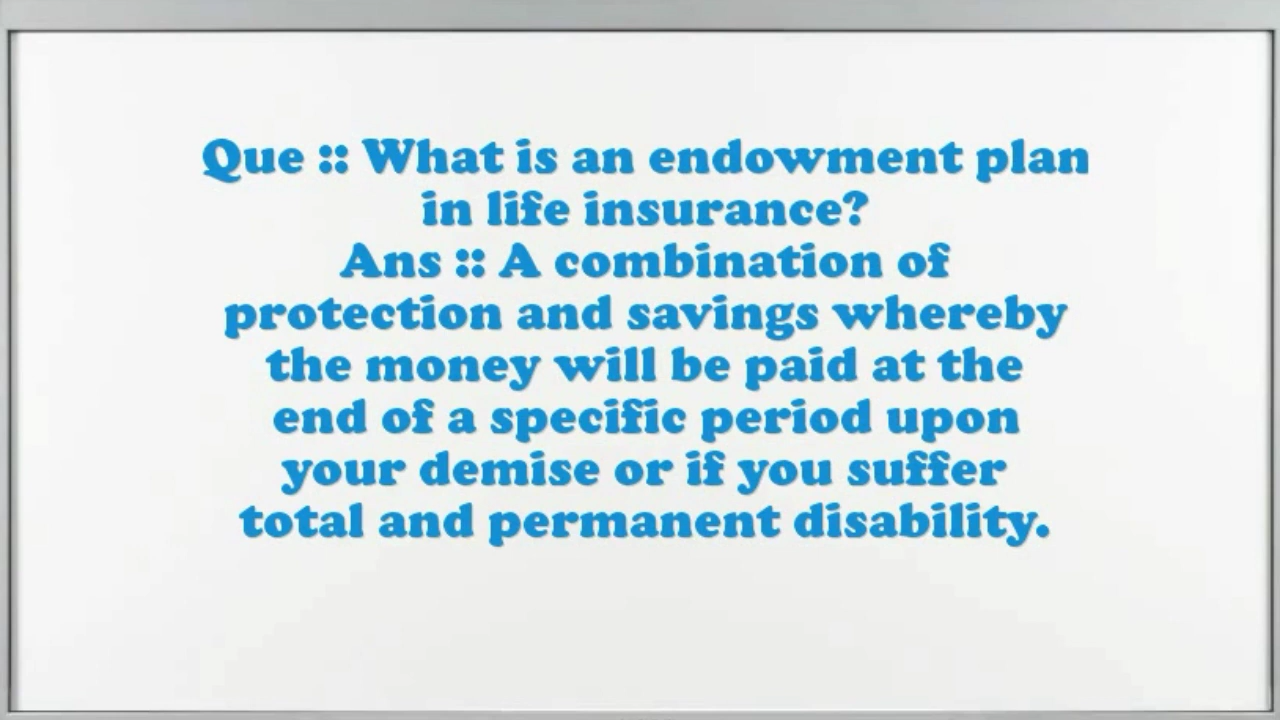 Que :: What is an endowment plan
in life insurance?
Ans :: A combination of
protection and savings whereby
the money will be paid at the
end of a specific period upon
your demise or if you suffer
total and permanent disability.